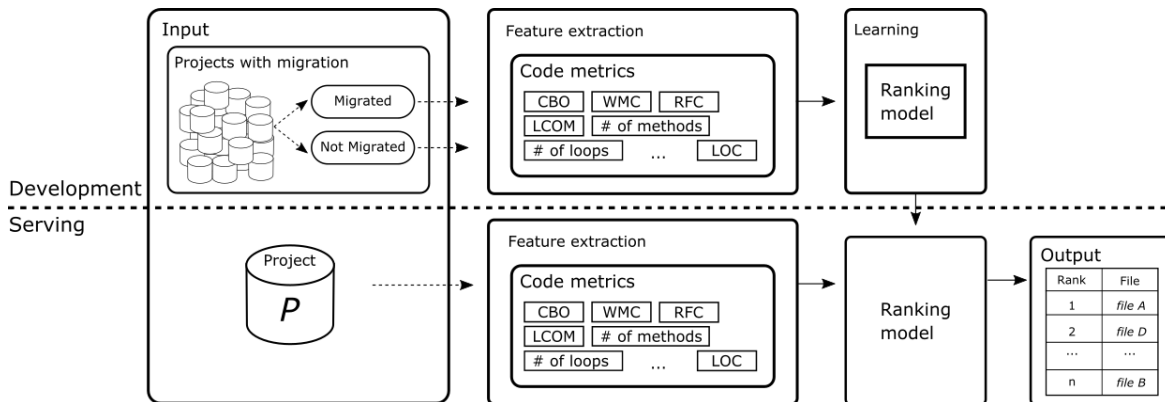 Input
Projects with migration
Migrated
Not Migrated
Feature extraction
Code metrics
CBO WMC RFC
LCOM # of methods
# of loops ... LOC
Learning
Ranking
model
Development
Serving
Project
P
Feature extraction
Code metrics
CBO WMC RFC
LCOM # of methods
# of loops ... LOC
Ranking
model
Output
Rank File
1 file A
2 file D
... ...
n file B